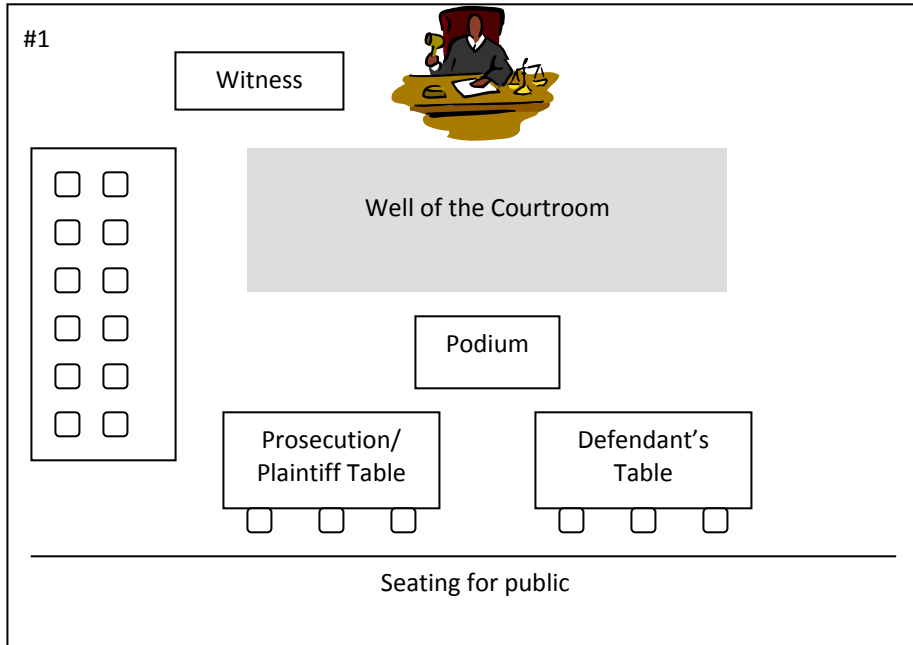 #1
Witness
Well of the Courtroom
Podium
Prosecution/
Plaintiff Table
Defendant’s
Table
Seating for public